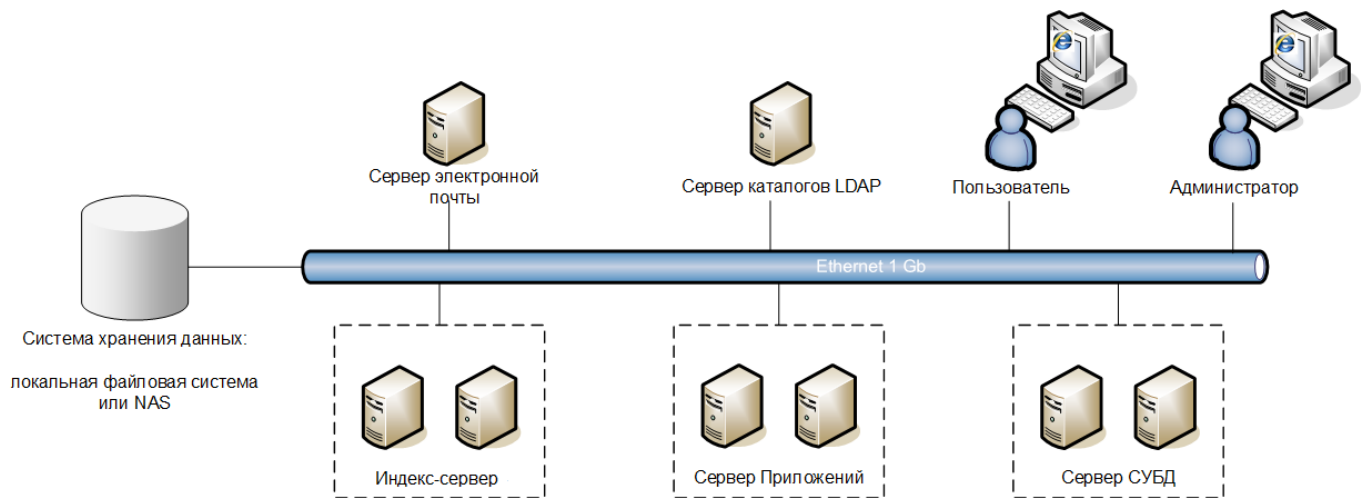 Сервер электронной
почты
Сервер каталогов LDAP
Пользователь
Администратор
Ethernet 1 Gb
Система хранения данных:
локальная файловая система
или NAS
Индекс-сервер
Сервер Приложений
Сервер СУБД